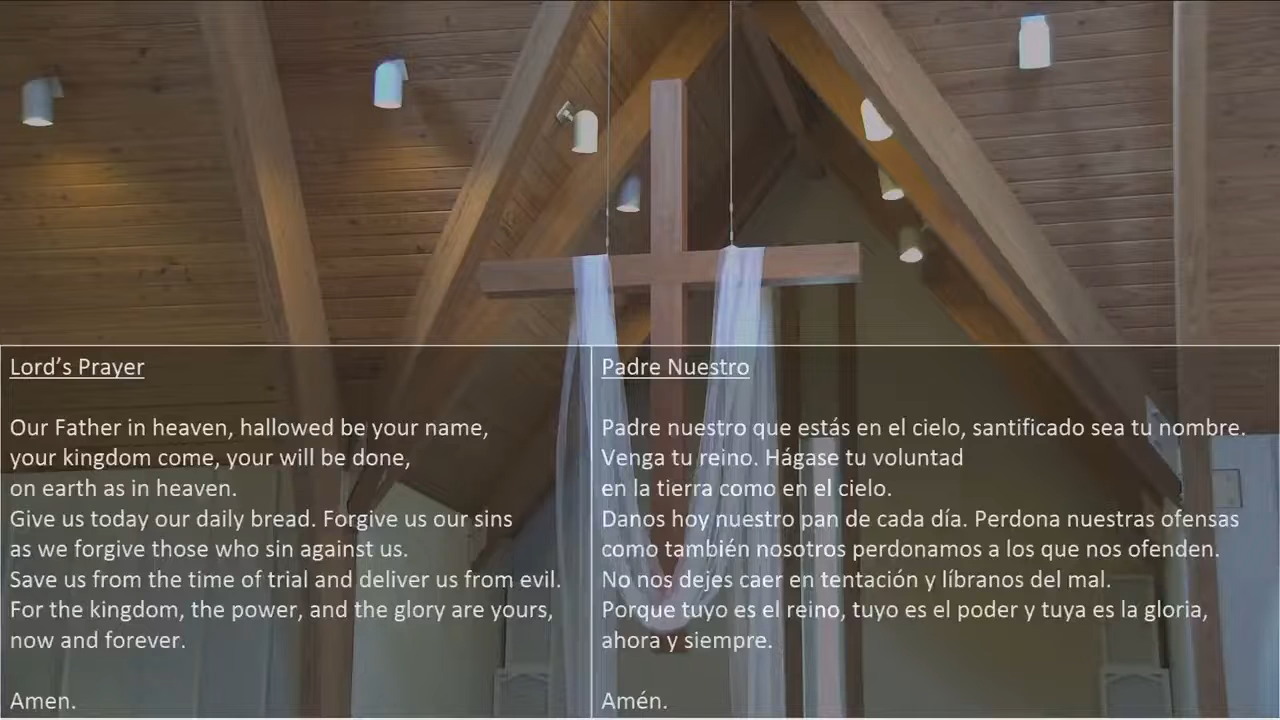 Lord's Prayer
Our Father in heaven, hallowed be your name,
your kingdom come, your will be done,
on earth as in heaven.
Give us today our daily bread. Forgive us our sins
as we forgive those who sin against us.
Save us from the time of trial and deliver us from evil.
For the kingdom, the power, and the glory are yours,
now and forever.
Amen.
Padre Nuestro
Padre nuestro que estás en el cielo, santificado sea tu nombre.
Venga tu reino. Hágase tu voluntad
en la tierra como en el cielo.
Danos hoy nuestro pan de cada día. Perdona nuestras ofensas
como también nosotros perdonamos a los que nos ofenden.
No nos dejes caer en tentación y líbranos del mal.
Porque tuyo es el reino, tuyo es el poder y tuya es la gloria,
ahora y siempre.
Amén.